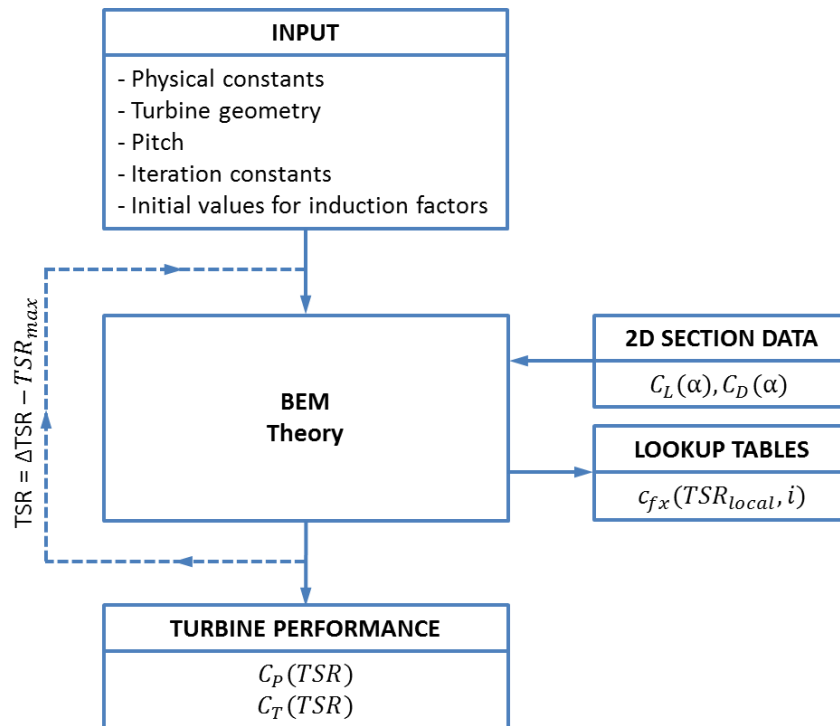 INPUT
- Physical constants
- Turbine geometry
- Pitch
- Iteration constants
- Initial values for induction factors
TSR = ΔTSR − TSR_max
BEM
Theory
2D SECTION DATA
C_L(α), C_D(α)
LOOKUP TABLES
c_fx(TSR_local, i)
TURBINE PERFORMANCE
C_P(TSR)
C_T(TSR)